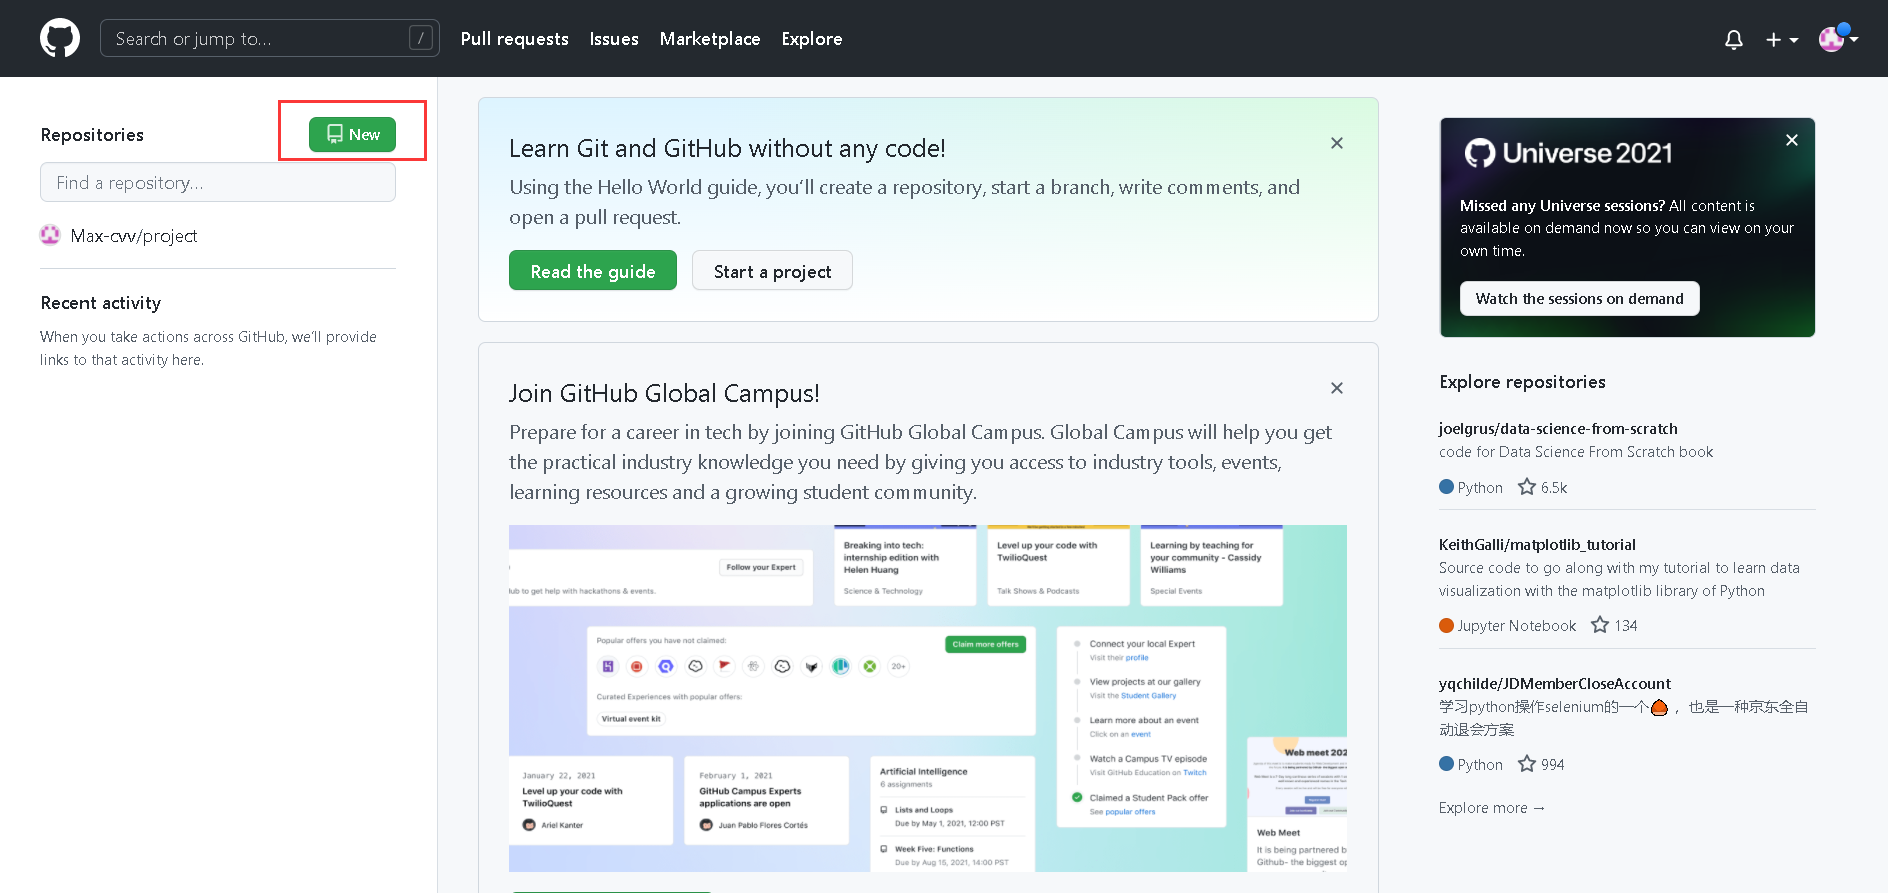 Search or jump to...
/
Pull requests
Issues
Marketplace
Explore
Repositories
New
Find a repository...
Max-cvv/project
Recent activity
When you take actions across GitHub, we'll provide
links to that activity here.
Learn Git and GitHub without any code!
Using the Hello World guide, you'll create a repository, start a branch, write comments, and
open a pull request.
Read the guide
Start a project
Join GitHub Global Campus!
Prepare for a career in tech by joining GitHub Global Campus. Global Campus will help you get
the practical industry knowledge you need by giving you access to industry tools, events,
learning resources and a growing student community.
Follow your Expert
to get help with hackathons & events.
Breaking into tech:
internship edition with
Helen Huang
Science & Technology
Level up your code with
TwilioQuest
Talk Shows & Podcasts
Learning by teaching for
your community - Cassidy
Williams
Special Events
Popular offers you have not claimed:
Claim more offers
20+
Curated Experiences with popular offers:
Virtual event kit
Connect your local Expert
Visit their profile
View projects at our gallery
Visit the Student Gallery
Learn more about an event
Click on an event
Watch a Campus TV episode
Visit GitHub Education on Twitch
Claimed a Student Pack offer
See popular offers
January 22, 2021
Level up your code with
TwilioQuest
Ariel Kanter
February 1, 2021
GitHub Campus Experts
applications are open
Juan Pablo Flores Cortés
Artificial Intelligence
6 assignments
Lists and Loops
Due by May 1, 2021, 12:00 PST
Week Five: Functions
Due by Aug 15, 2021, 14:00 PST
Web meet 202
Web Meet
It is being partnered b
Github- the biggest op
Universe 2021
Missed any Universe sessions? All content is
available on demand now so you can view on your
own time.
Watch the sessions on demand
Explore repositories
joelgrus/data-science-from-scratch
code for Data Science From Scratch book
Python 6.5k
KeithGalli/matplotlib_tutorial
Source code to go along with my tutorial to learn data
visualization with the matplotlib library of Python
Jupyter Notebook 134
yqchilde/JDMemberCloseAccount
学习python操作selenium的一个🌰，也是一种京东全自
动退会方案
Python 994
Explore more →